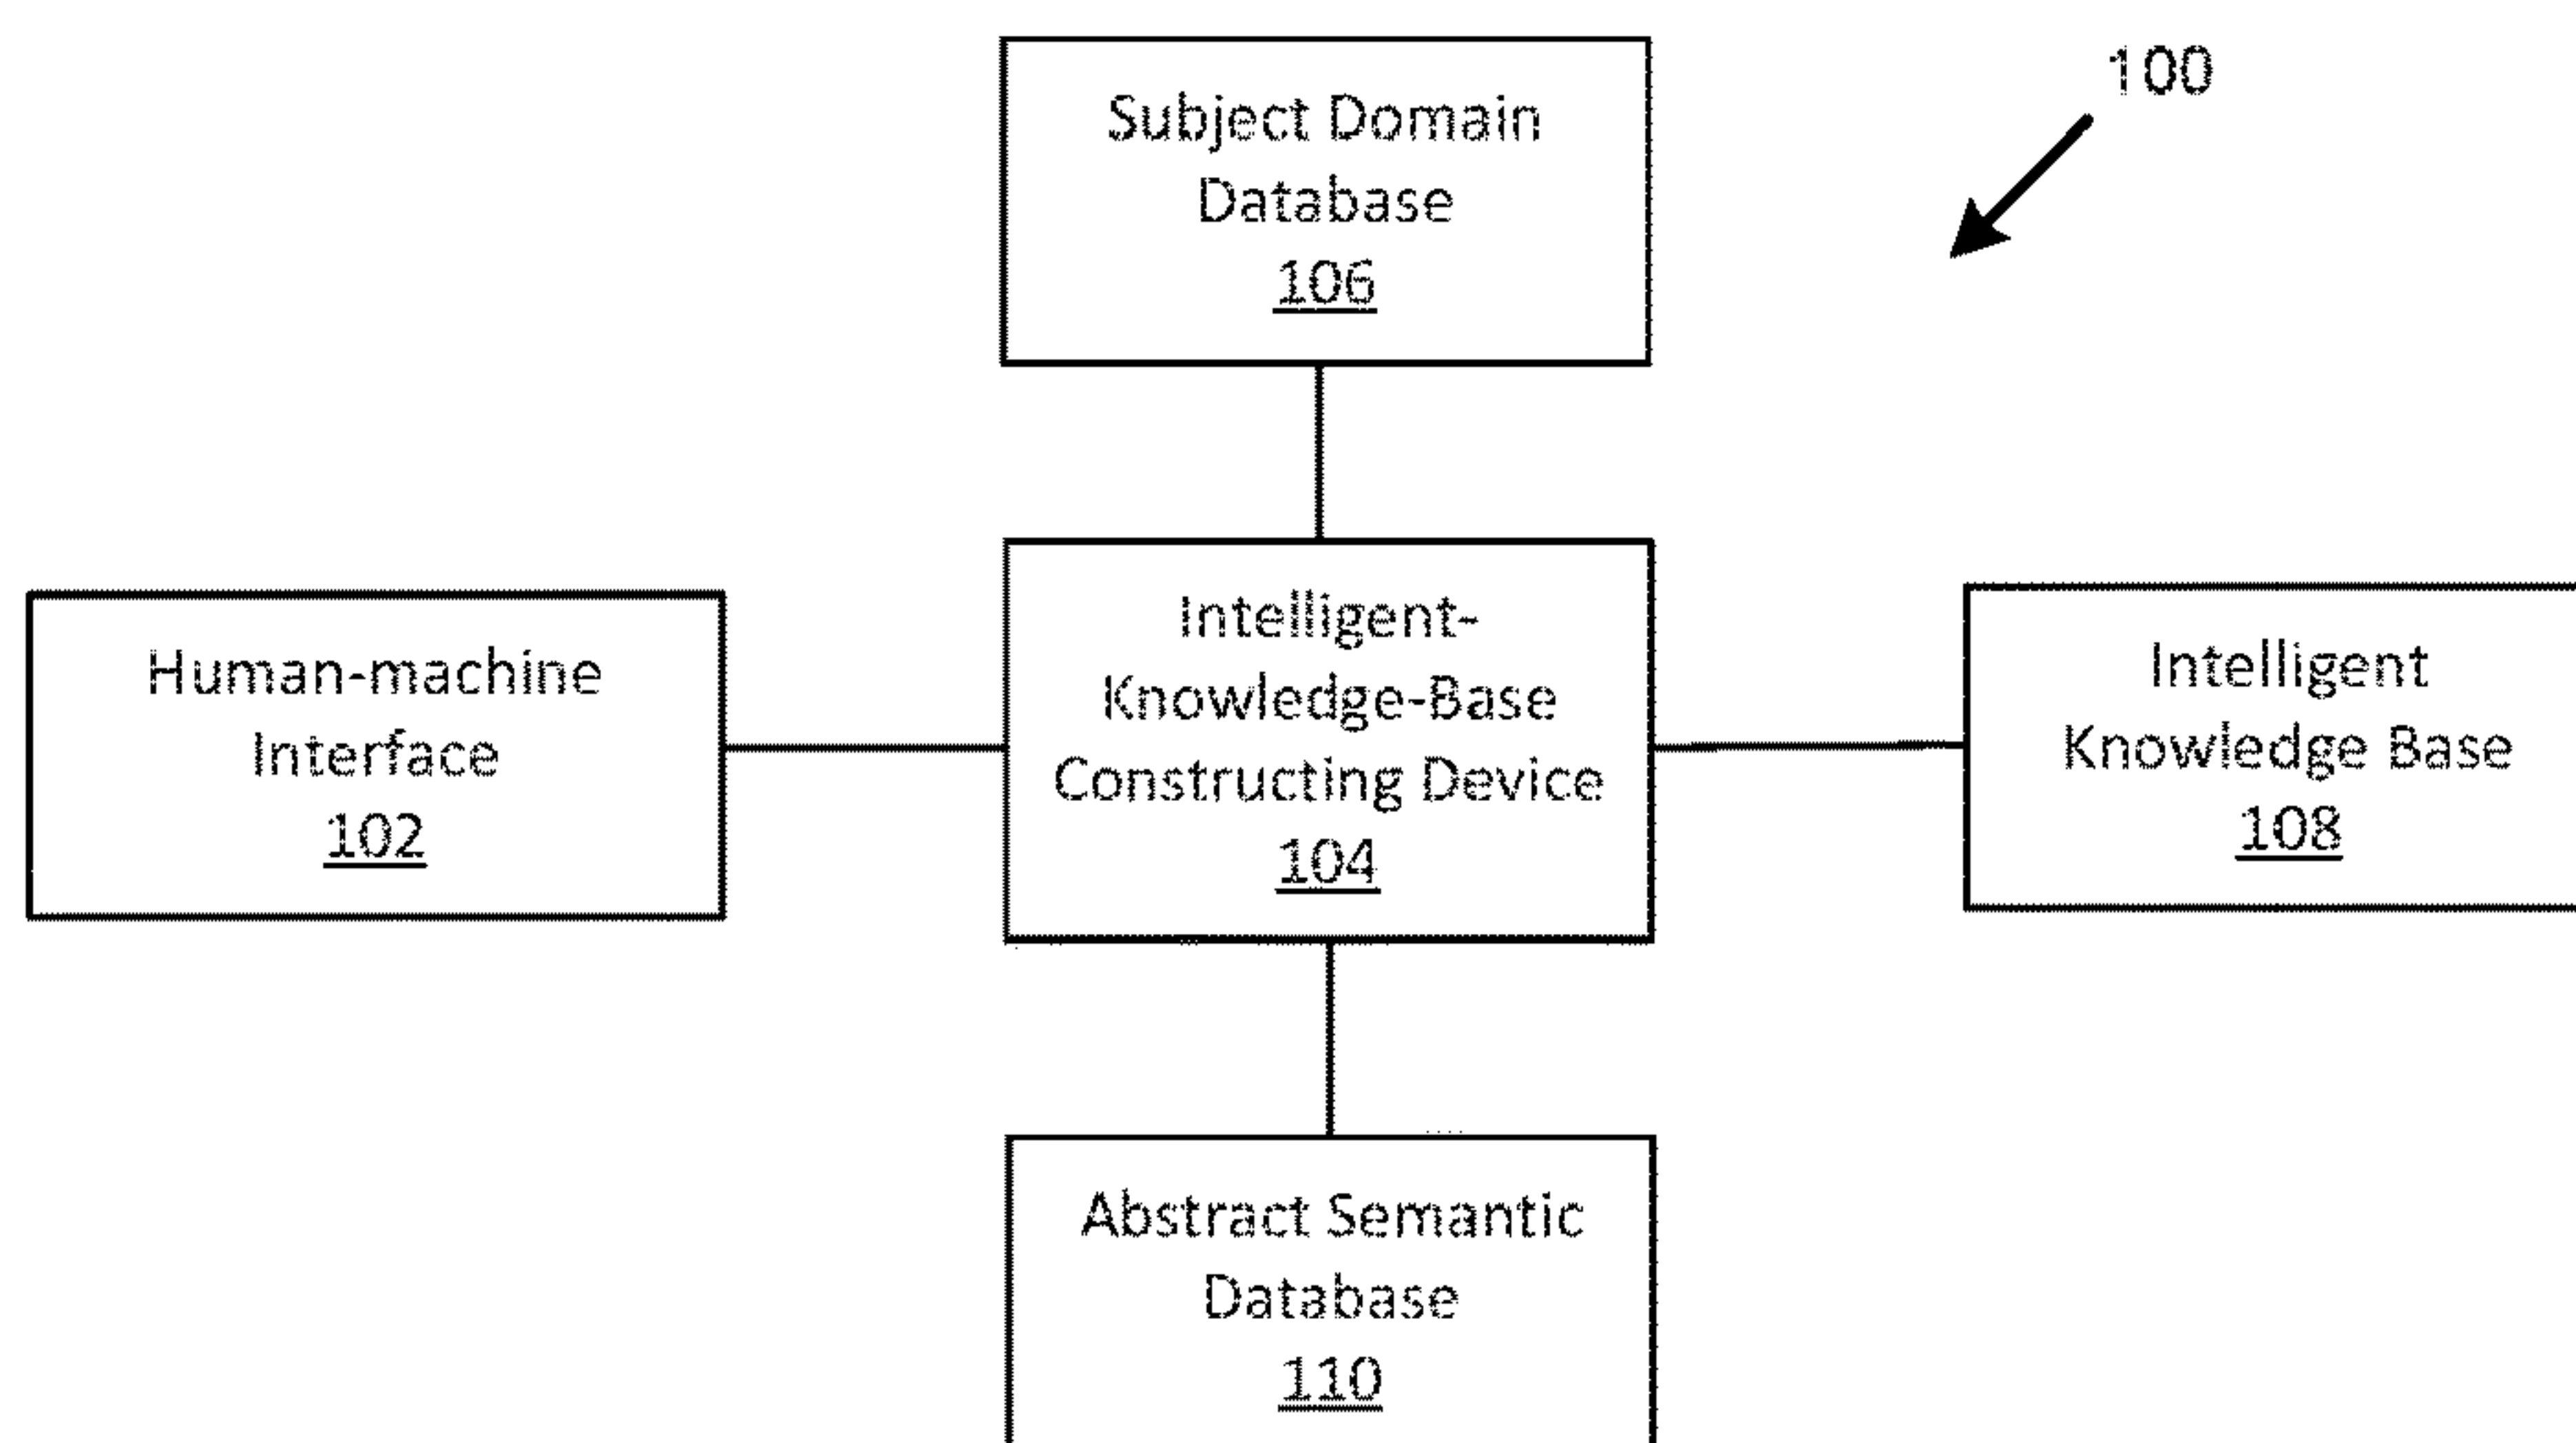 100
Subject Domain
Database
106
Human-machine
Interface
102
Intelligent-
Knowledge-Base
Constructing Device
104
Intelligent
Knowledge Base
108
Abstract Semantic
Database
110